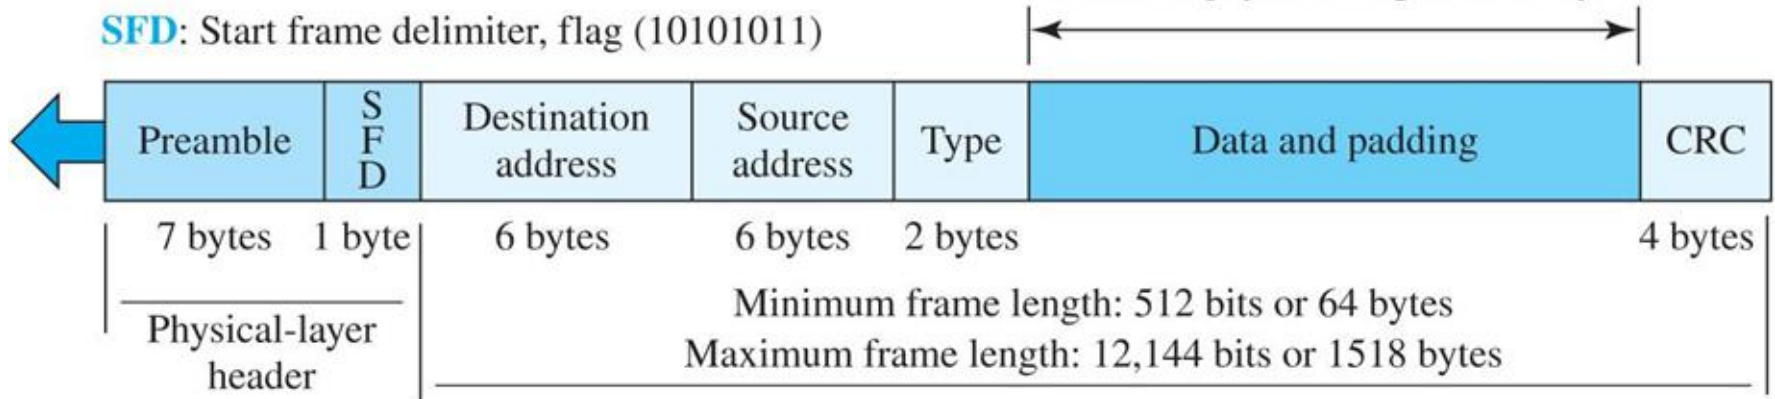 SFD: Start frame delimiter, flag (10101011)
Preamble
S
F
D
Destination
address
Source
address
Type
Data and padding
CRC
7 bytes
1 byte
6 bytes
6 bytes
2 bytes
4 bytes
Physical-layer
header
Minimum frame length: 512 bits or 64 bytes
Maximum frame length: 12,144 bits or 1518 bytes